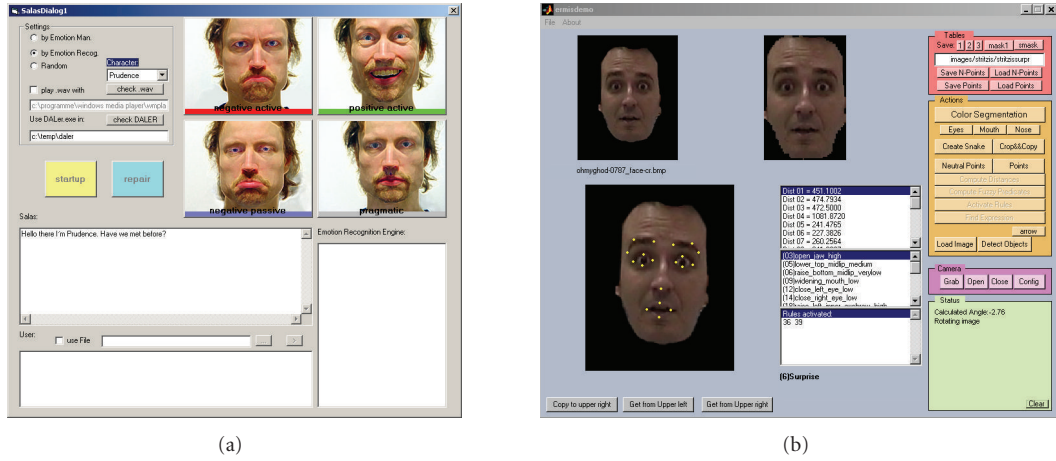 SalasDialog1
Settings
by Emotion Man.
by Emotion Recog.
Random
Character:
Prudence
play .wav with
check .wav
c:\programme\windows media player\wmpla
Use DALer.exe in:
check DALER
c:\temp\daler
startup
repair
negative active
positive active
negative passive
pragmatic
Salas:
Hello there I'm Prudence. Have we met before?
Emotion Recognition Engine:
User:
use File
...
>
(a)
ermisdemo
File About
ohmyghod-0787_face-cr.bmp
Dist 01 = 451.1002
Dist 02 = 474.7934
Dist 03 = 472.5000
Dist 04 = 1081.8720
Dist 05 = 241.4765
Dist 06 = 227.3826
Dist 07 = 260.2564
(03)open_jaw_high
(05)lower_top_midlip_medium
(06)raise_bottom_midlip_verylow
(09)widening_mouth_low
(12)close_left_eye_low
(14)close_right_eye_low
Rules activated:
36 39
(6)Surprise
Copy to upper right
Get from Upper left
Get from Upper right
Tables
Save: 1 2 3 mask1 smask
images/stritzis/stritzissurpr
Save N-Points Load N-Points
Save Points Load Points
Actions
Color Segmentation
Eyes Mouth Nose
Create Snake Crop&&Copy
Neutral Points Points
Compute Distances
Compute Fuzzy Predicates
Activate Rules
Find Expression
arrow
Load Image Detect Objects
Camera
Grab Open Close Config
Status
Calculated Angle:-2.76
Rotating image
Clear
(b)